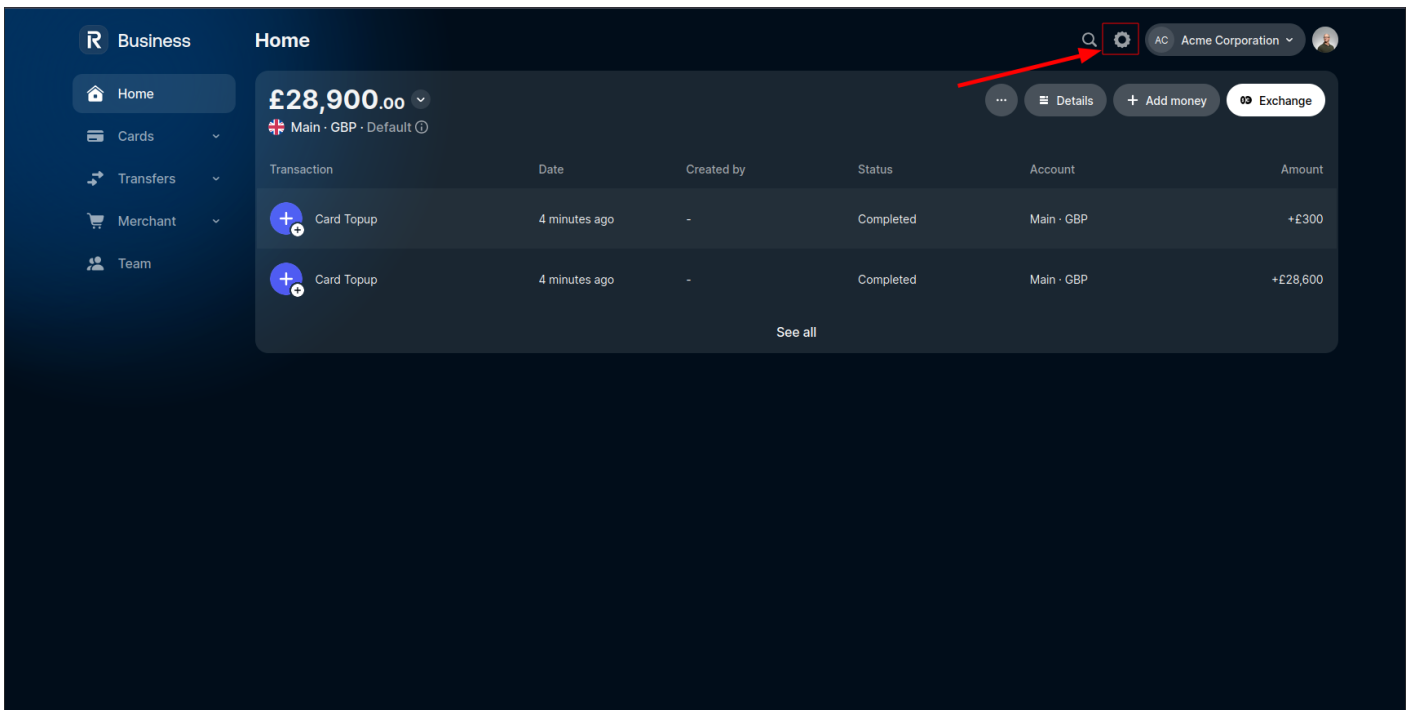 R Business
Home
AC Acme Corporation
Home
Cards
Transfers
Merchant
Team
£28,900.00
Main · GBP · Default
Details
+ Add money
Exchange
Transaction Date Created by Status Account Amount
Card Topup 4 minutes ago - Completed Main · GBP +£300
Card Topup 4 minutes ago - Completed Main · GBP +£28,600
See all